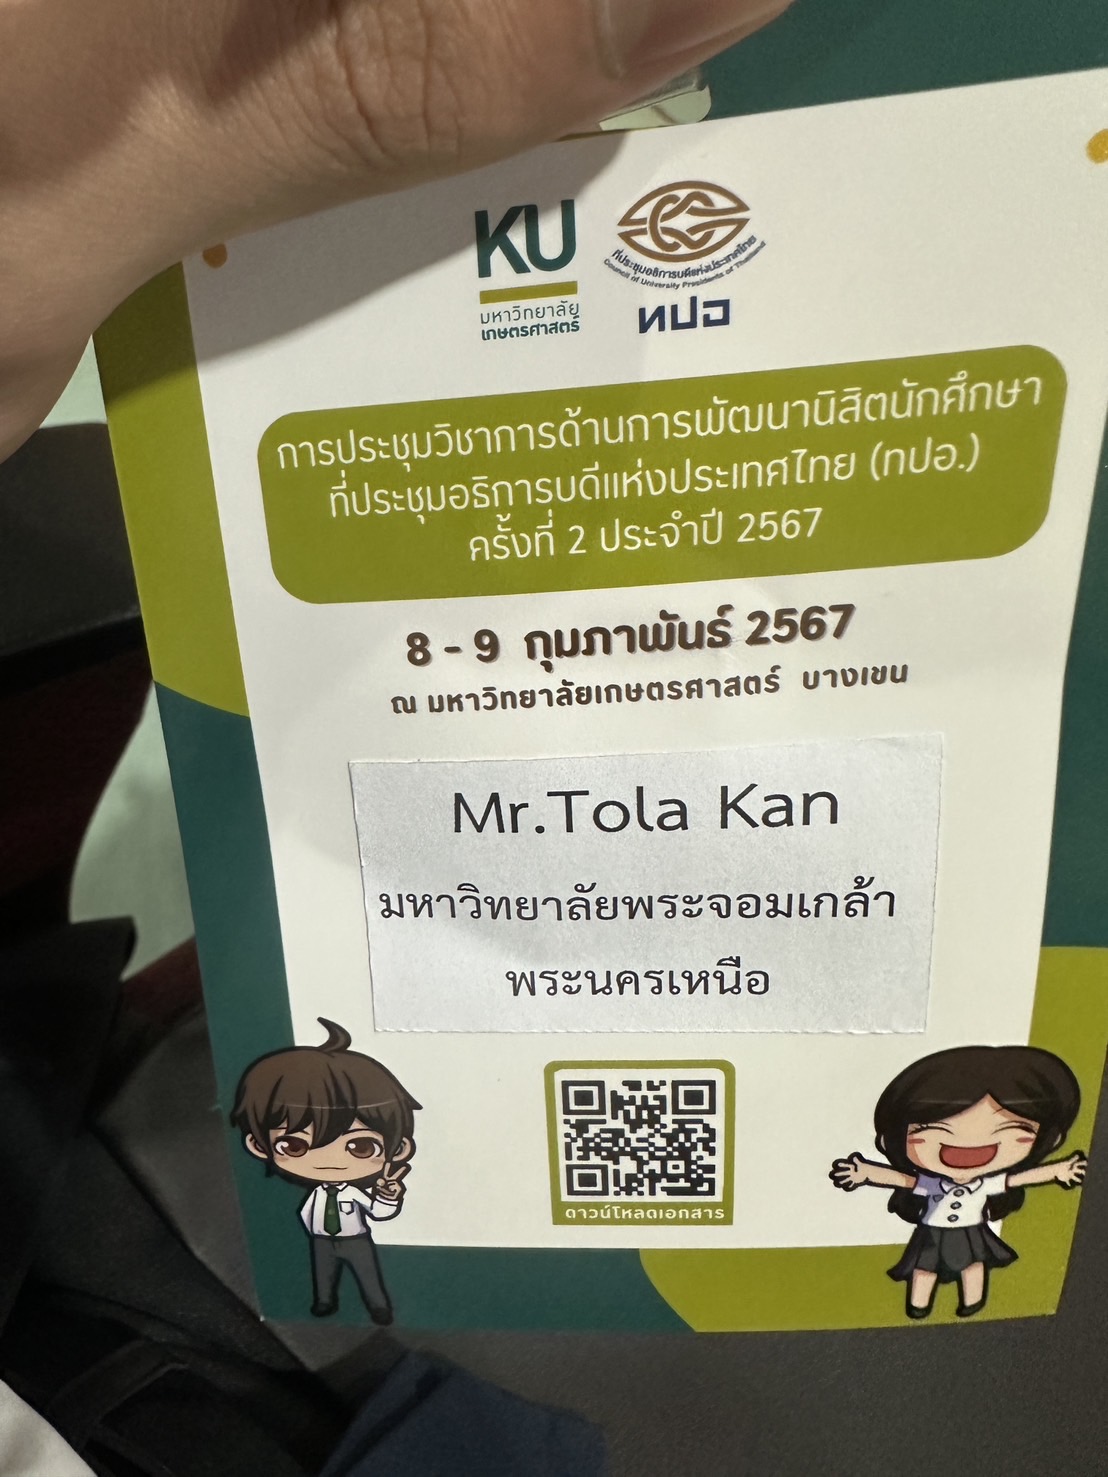 KU
มหาวิทยาลัย
เกษตรศาสตร์
ที่ประชุมอธิการบดีแห่งประเทศไทย
Council of University Presidents of Thailand
ทปอ
การประชุมวิชาการด้านการพัฒนานิสิตนักศึกษา
ที่ประชุมอธิการบดีแห่งประเทศไทย (ทปอ.)
ครั้งที่ 2 ประจำปี 2567
8 - 9 กุมภาพันธ์ 2567
ณ มหาวิทยาลัยเกษตรศาสตร์ บางเขน
Mr.Tola Kan
มหาวิทยาลัยพระจอมเกล้า
พระนครเหนือ
ดาวน์โหลดเอกสาร